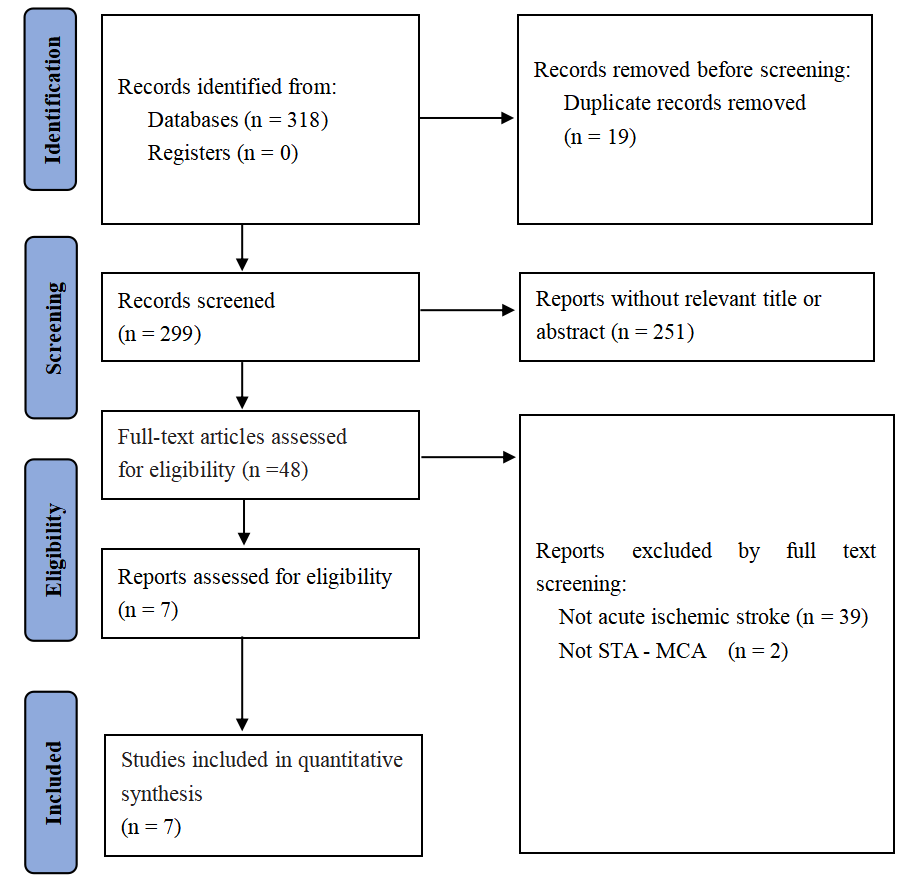 Identification
Records identified from:
Databases (n = 318)
Registers (n = 0)
Records removed before screening:
Duplicate records removed
(n = 19)
Screening
Records screened
(n = 299)
Reports without relevant title or
abstract (n = 251)
Full-text articles assessed
for eligibility (n =48)
Reports excluded by full text
screening:
Not acute ischemic stroke (n = 39)
Not STA - MCA (n = 2)
Eligibility
Reports assessed for eligibility
(n = 7)
Included
Studies included in quantitative
synthesis
(n = 7)